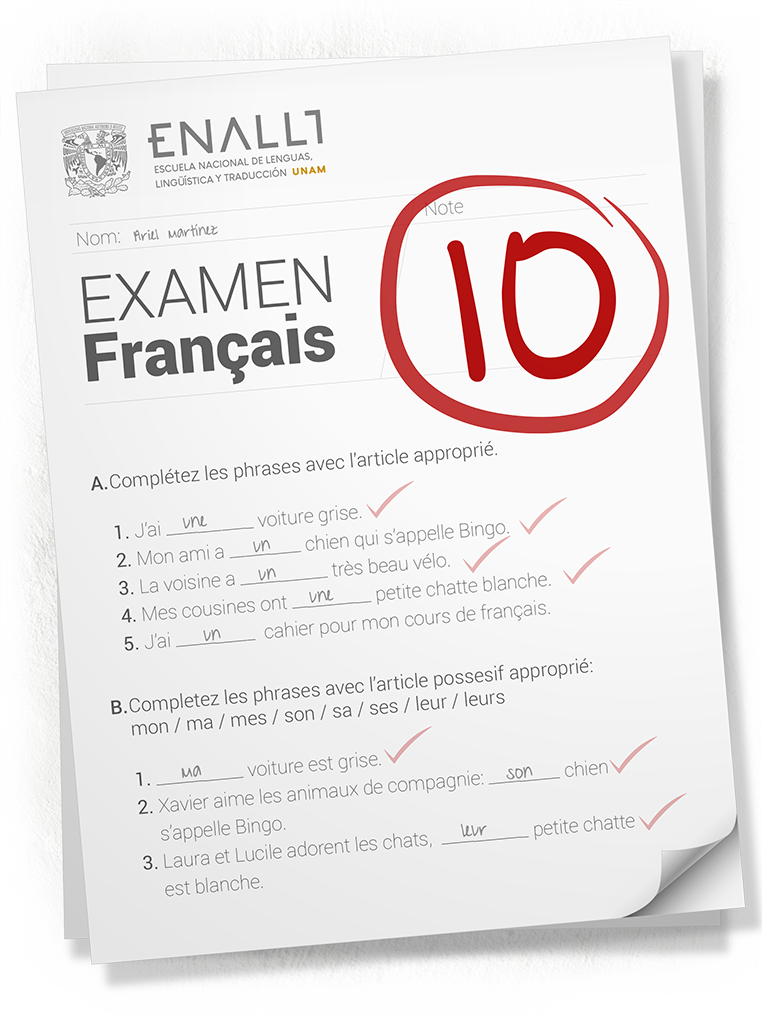 ENALLT
ESCUELA NACIONAL DE LENGUAS,
LINGÜÍSTICA Y TRADUCCIÓN UNAM
Nom: Ariel Martínez
Note
10
EXAMEN
Français
A.Complétez les phrases avec l'article approprié.
1. J'ai une voiture grise.
2. Mon ami a un chien qui s'appelle Bingo.
3. La voisine a un très beau vélo.
4. Mes cousines ont une petite chatte blanche.
5. J'ai un cahier pour mon cours de français.
B.Completez les phrases avec l'article possesif approprié:
mon / ma / mes / son / sa / ses / leur / leurs
1. ma voiture est grise.
2. Xavier aime les animaux de compagnie: son chien
s'appelle Bingo.
3. Laura et Lucile adorent les chats, leur petite chatte
est blanche.